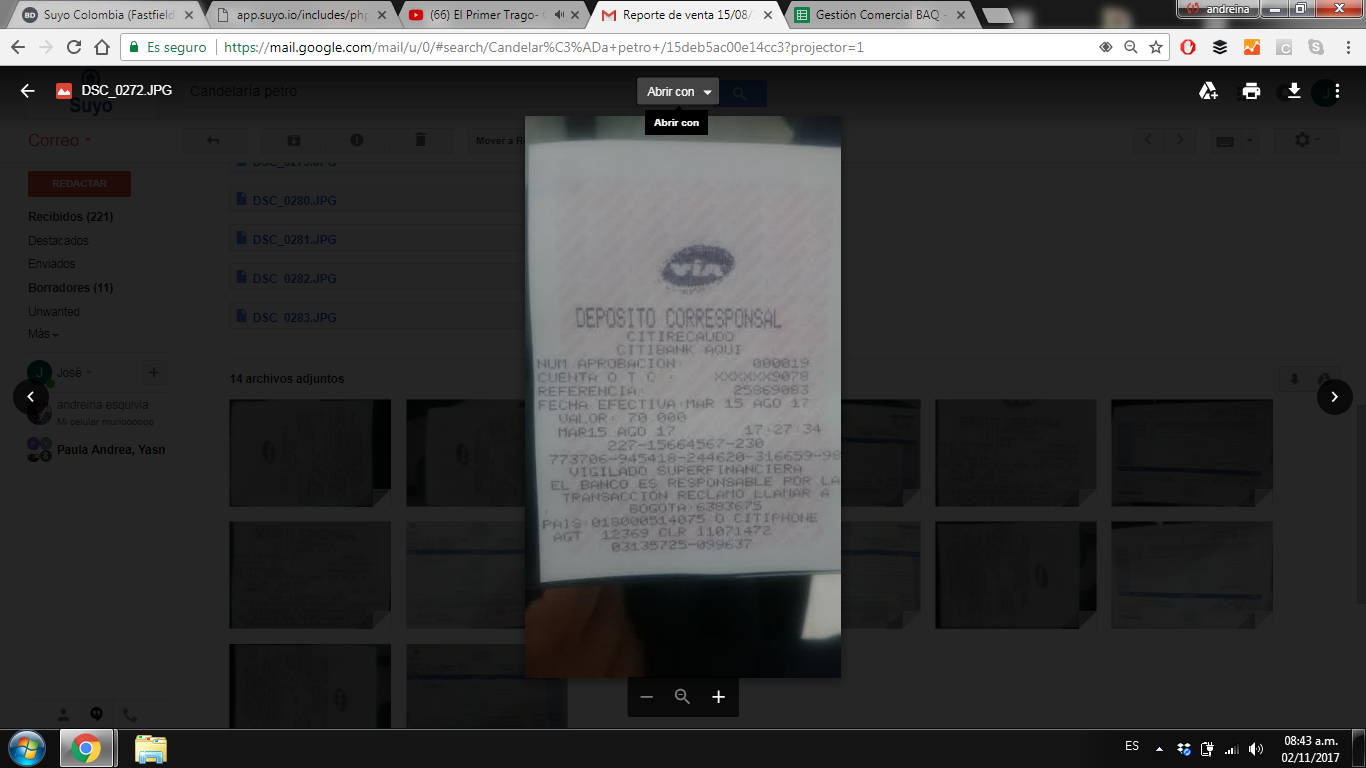 Suyo Colombia (Fastfield
app.suyo.io/includes/php
(66) El Primer Trago- 
Reporte de venta 15/08/
Gestión Comercial BAQ -
andreina
Es seguro
https://mail.google.com/mail/u/0/#search/Candelar%C3%ADa+petro+/15deb5ac00e14cc3?projector=1
DSC_0272.JPG
Candelaria petro
Abrir con
Suyo
Abrir con
Correo
Mover a R
REDACTAR
DSC_0280.JPG
Recibidos (221)
Destacados
DSC_0281.JPG
Enviados
DSC_0282.JPG
Borradores (11)
Unwanted
DSC_0283.JPG
Más
José
14 archivos adjuntos
andreina esquivia
Mi celular muriooooooo
Paula Andrea, Yasn
via
DEPOSITO CORRESPONSAL
CITIRECAUDO
CITIBANK AQUI
NUM APROBACION: 000019
CUENTA O T C : XXXXXX9078
REFERENCIA: 25869083
FECHA EFECTIVA:MAR 15 AGO 17
VALOR: 70.000
MAR15 AGO 17 17:27:34
227-15664567-230
773706-945418-244620-316659-98
VIGILADO SUPERFINANCIERA
EL BANCO ES RESPONSABLE POR LA
TRANSACCION RECLAMO LLAMAR A
BOGOTA:6383675
PAIS:018000514075 O CITIPHONE
AGT 12369 CLR 11071472
03135725-099637
ES
08:43 a.m.
02/11/2017